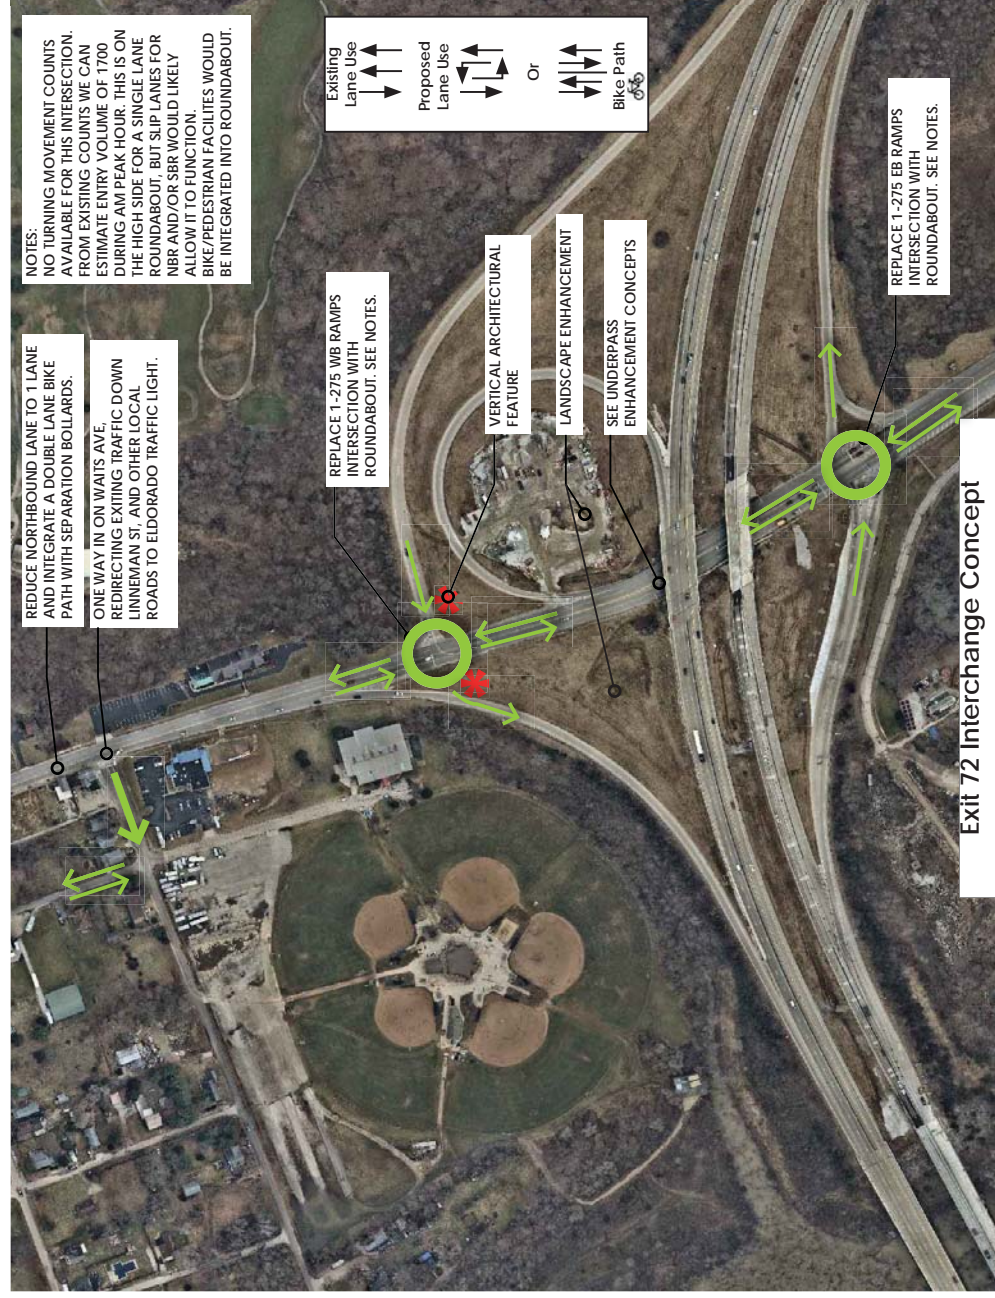 NOTES:
NO TURNING MOVEMENT COUNTS
AVAILABLE FOR THIS INTERSECTION.
FROM EXISTING COUNTS WE CAN
ESTIMATE ENTRY VOLUME OF 1700
DURING AM PEAK HOUR. THIS IS ON
THE HIGH SIDE FOR A SINGLE LANE
ROUNDABOUT, BUT SLIP LANES FOR
NBR AND/OR SBR WOULD LIKELY
ALLOW IT TO FUNCTION.
BIKE/PEDESTRIAN FACILITES WOULD
BE INTEGRATED INTO ROUNDABOUT.
REDUCE NORTHBOUND LANE TO 1 LANE
AND INTEGRATE A DOUBLE LANE BIKE
PATH WITH SEPARATION BOLLARDS.
ONE WAY IN ON WAITS AVE,
REDIRECTING EXITING TRAFFIC DOWN
LINNEMAN ST, AND OTHER LOCAL
ROADS TO ELDORADO TRAFFIC LIGHT.
Existing
Lane Use
Proposed
Lane Use
Or
Bike Path
REPLACE 1-275 WB RAMPS
INTERSECTION WITH
ROUNDABOUT. SEE NOTES.
VERTICAL ARCHITECTURAL
FEATURE
LANDSCAPE ENHANCEMENT
SEE UNDERPASS
ENHANCEMENT CONCEPTS
REPLACE 1-275 EB RAMPS
INTERSECTION WITH
ROUNDABOUT. SEE NOTES.
Exit 72 Interchange Concept